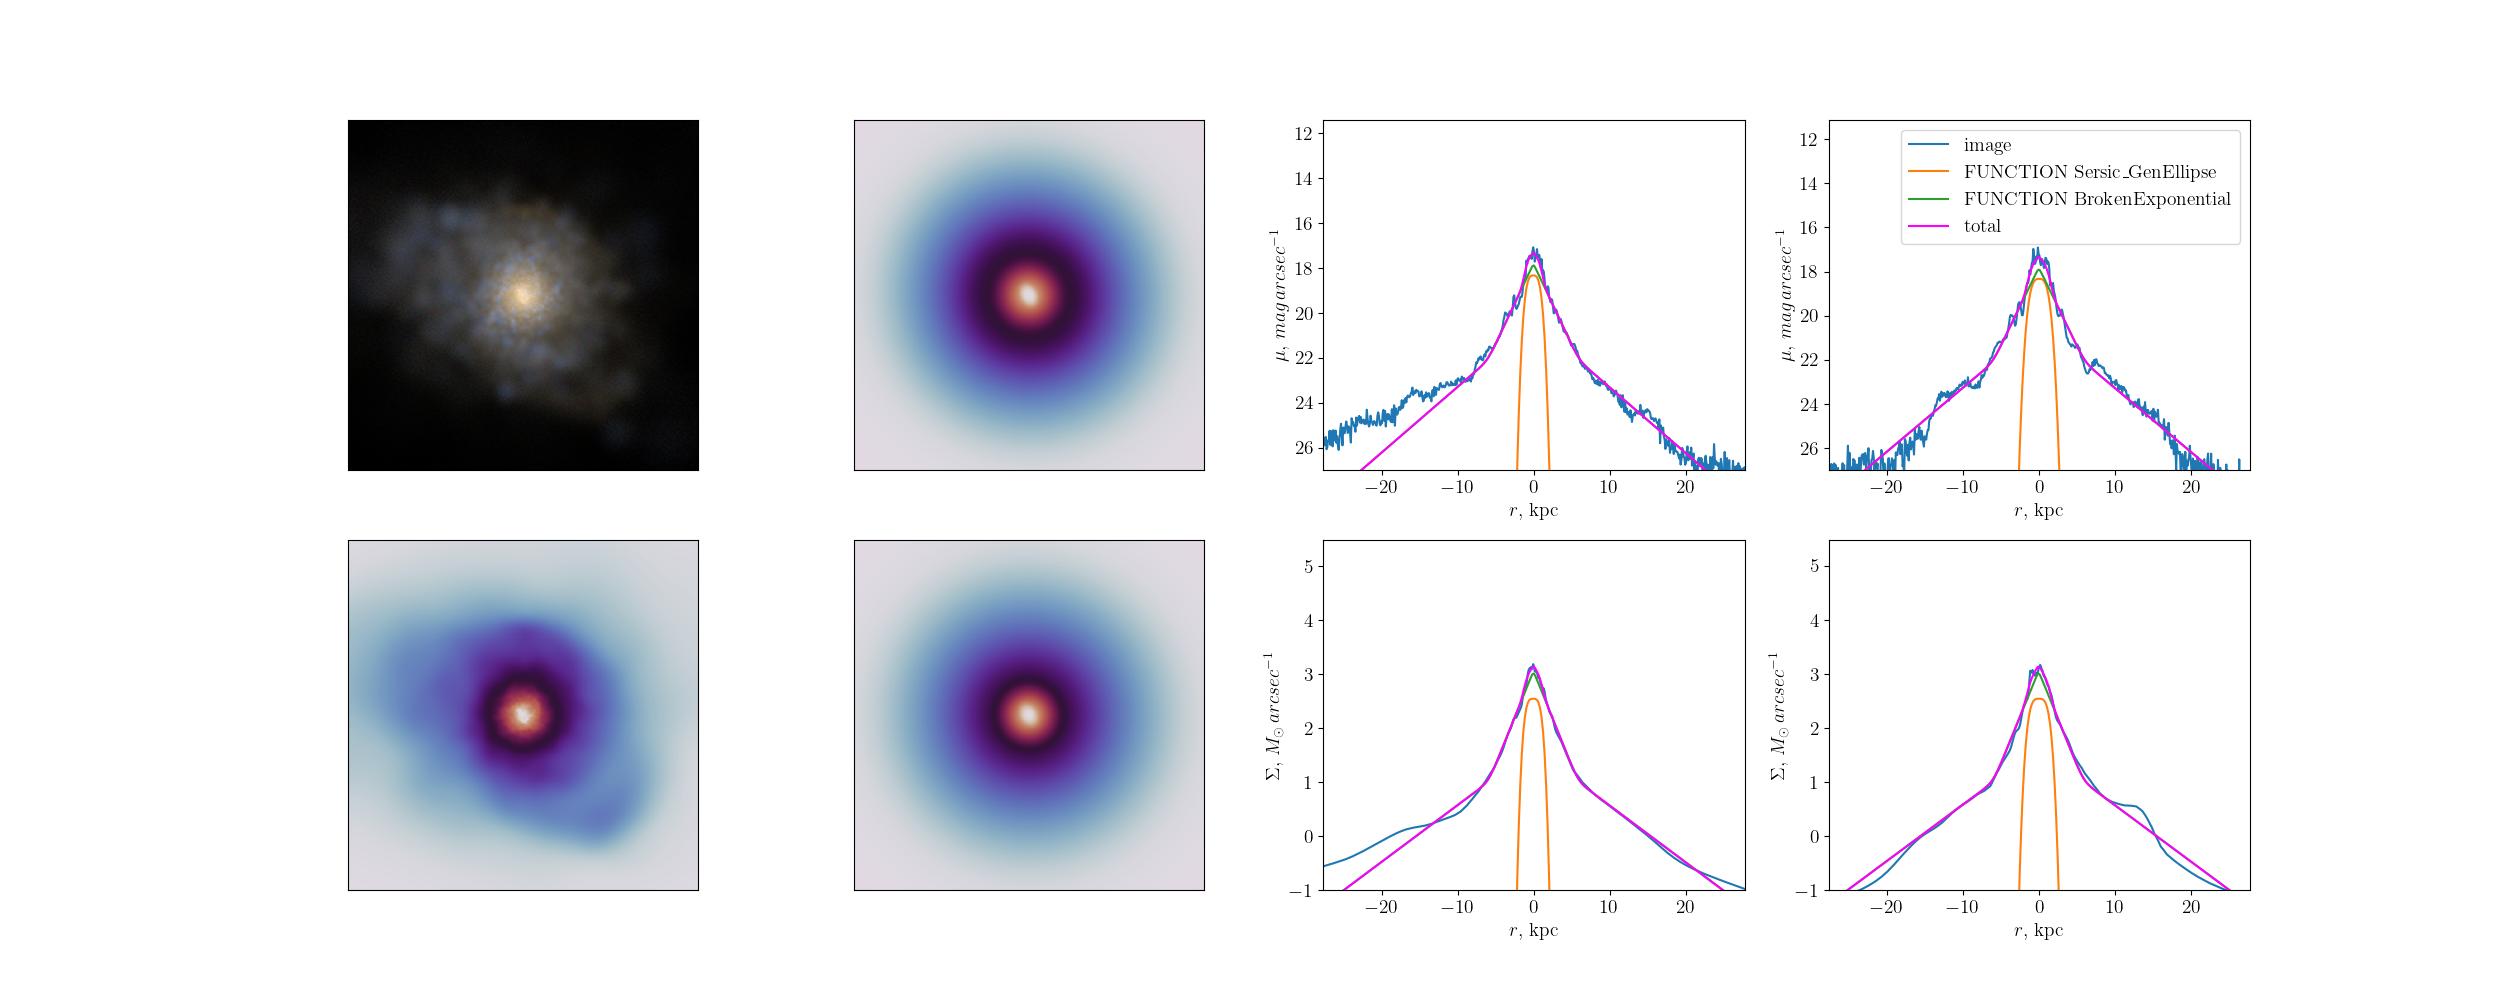 12
14
16
18
20
22
24
26
μ, mag arcsec⁻¹
−20 −10 0 10 20
r, kpc
12
14
16
18
20
22
24
26
μ, mag arcsec⁻¹
image
FUNCTION Sersic_GenEllipse
FUNCTION BrokenExponential
total
−20 −10 0 10 20
r, kpc
5
4
3
2
1
0
−1
Σ, M⊙ arcsec⁻¹
−20 −10 0 10 20
r, kpc
5
4
3
2
1
0
−1
Σ, M⊙ arcsec⁻¹
−20 −10 0 10 20
r, kpc